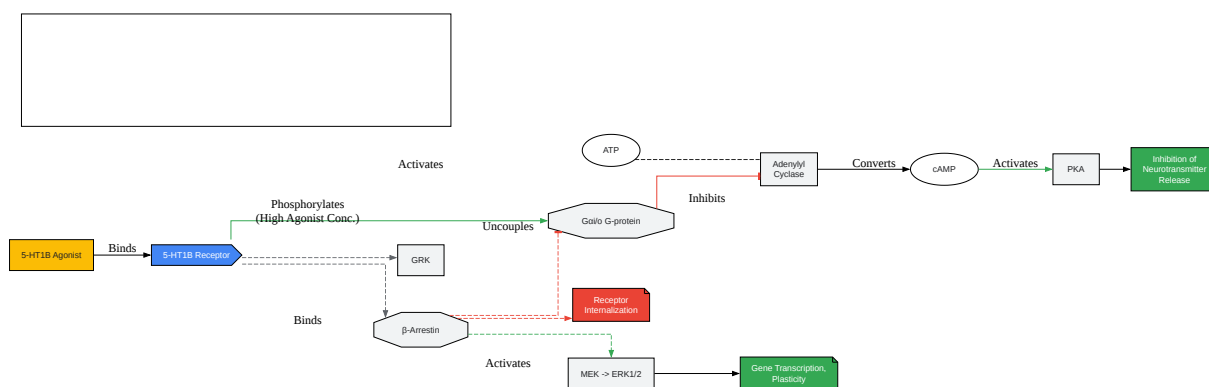 ATP
Adenylyl
Cyclase
Converts
cAMP
Activates
PKA
Inhibition of
Neurotransmitter
Release
Activates
Inhibits
Phosphorylates
(High Agonist Conc.)
Uncouples
Gαi/o G-protein
5-HT1B Agonist
Binds
5-HT1B Receptor
GRK
Receptor
Internalization
Binds
β-Arrestin
Activates
MEK -> ERK1/2
Gene Transcription,
Plasticity